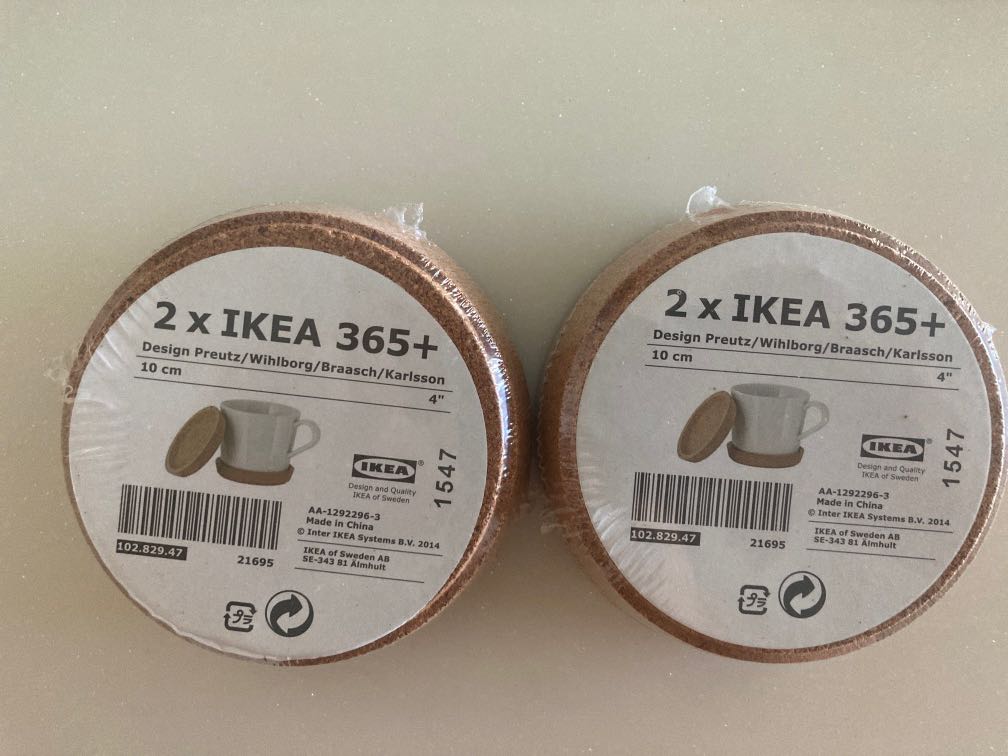 2 x IKEA 365+
Design Preutz/Wihlborg/Braasch/Karlsson
10 cm
4"
IKEA®
Design and Quality
IKEA of Sweden
1547
AA-1292296-3
Made in China
© Inter IKEA Systems B.V. 2014
102.829.47
21695
IKEA of Sweden AB
SE-343 81 Älmhult
プラ
2 x IKEA 365+
Design Preutz/Wihlborg/Braasch/Karlsson
10 cm
4"
IKEA®
Design and Quality
IKEA of Sweden
1547
AA-1292296-3
Made in China
© Inter IKEA Systems B.V. 2014
102.829.47
21695
IKEA of Sweden AB
SE-343 81 Älmhult
プラ